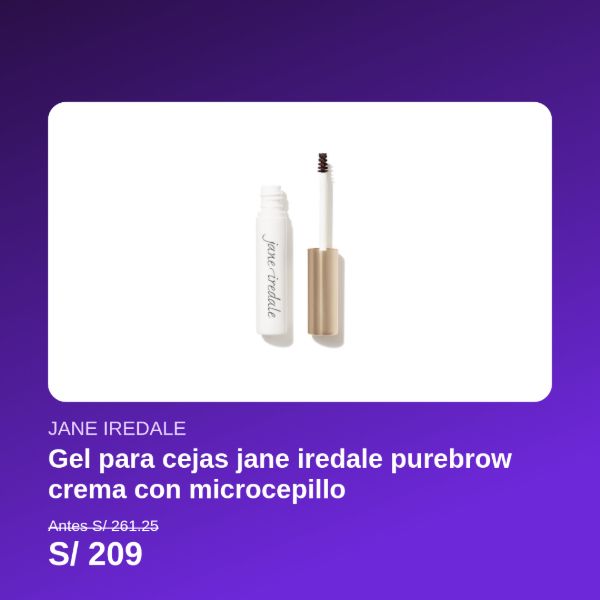 jane iredale
JANE IREDALE
Gel para cejas jane iredale purebrow
crema con microcepillo
Antes S/ 261.25
S/ 209